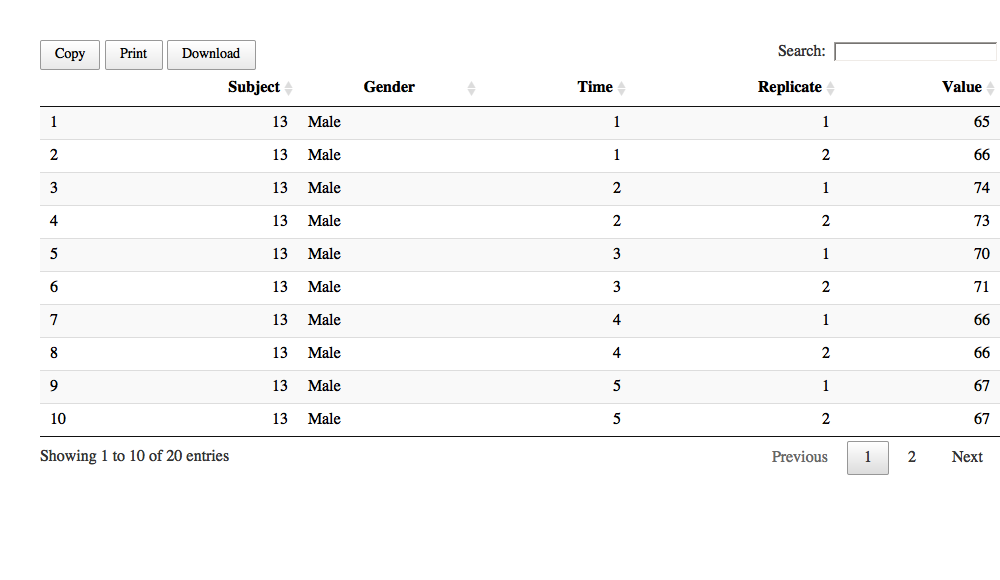 Copy Print Download Search:
Subject Gender Time Replicate Value
1 13 Male 1 1 65
2 13 Male 1 2 66
3 13 Male 2 1 74
4 13 Male 2 2 73
5 13 Male 3 1 70
6 13 Male 3 2 71
7 13 Male 4 1 66
8 13 Male 4 2 66
9 13 Male 5 1 67
10 13 Male 5 2 67
Showing 1 to 10 of 20 entries Previous 1 2 Next